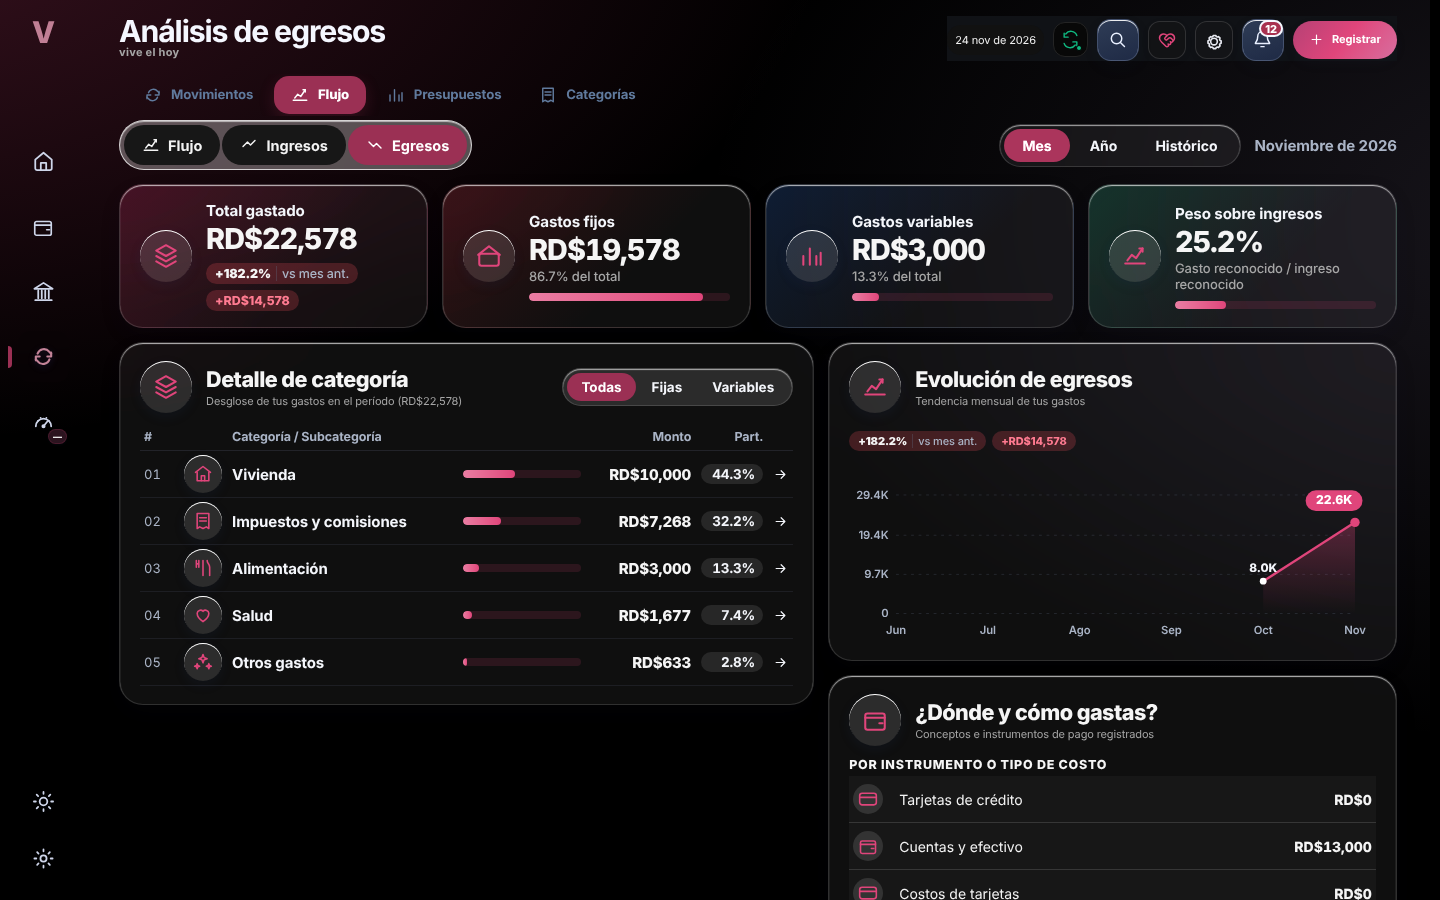 V
Análisis de egresos
vive el hoy
24 nov de 2026
12
Registrar
Movimientos
Flujo
Presupuestos
Categorías
Flujo
Ingresos
Egresos
Mes
Año
Histórico
Noviembre de 2026
Total gastado
RD$22,578
+182.2% vs mes ant.
+RD$14,578
Gastos fijos
RD$19,578
86.7% del total
Gastos variables
RD$3,000
13.3% del total
Peso sobre ingresos
25.2%
Gasto reconocido / ingreso
reconocido
Detalle de categoría
Desglose de tus gastos en el período (RD$22,578)
Todas
Fijas
Variables
# Categoría / Subcategoría Monto Part.
01 Vivienda RD$10,000 44.3% →
02 Impuestos y comisiones RD$7,268 32.2% →
03 Alimentación RD$3,000 13.3% →
04 Salud RD$1,677 7.4% →
05 Otros gastos RD$633 2.8% →
Evolución de egresos
Tendencia mensual de tus gastos
+182.2% vs mes ant.
+RD$14,578
29.4K
22.6K
19.4K
9.7K
8.0K
0
Jun Jul Ago Sep Oct Nov
¿Dónde y cómo gastas?
Conceptos e instrumentos de pago registrados
POR INSTRUMENTO O TIPO DE COSTO
Tarjetas de crédito RD$0
Cuentas y efectivo RD$13,000
Costos de tarjetas RD$0